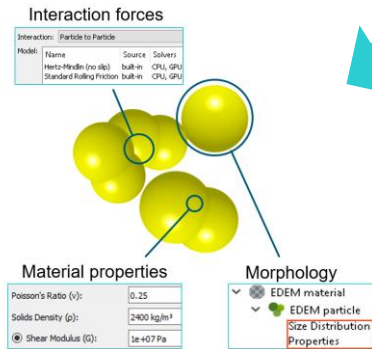 Interaction forces
Interaction: Particle to Particle
Model:
Name Source Solvers
Hertz-Mindlin (no slip) built-in CPU, GPU
Standard Rolling Friction built-in CPU, GPU
Material properties
Poisson's Ratio (ν): 0.25
Solids Density (ρ): 2400 kg/m³
Shear Modulus (G): 1e+07 Pa
Morphology
EDEM material
EDEM particle
Size Distribution
Properties